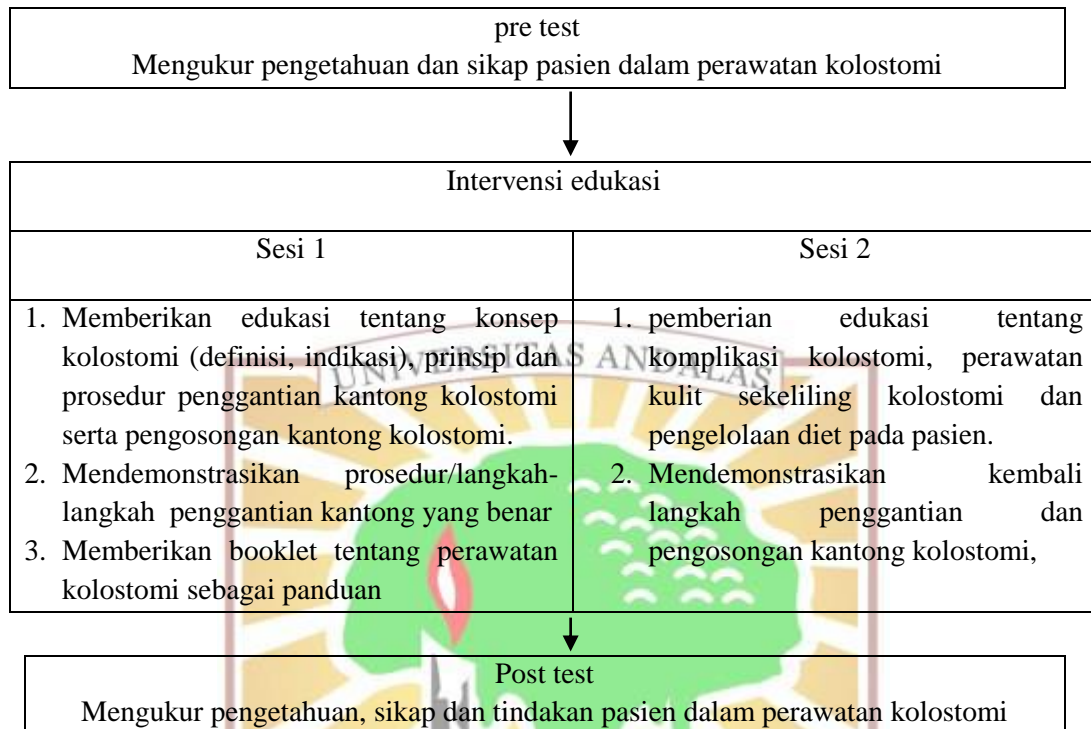 pre test
Mengukur pengetahuan dan sikap pasien dalam perawatan kolostomi
Intervensi edukasi
Sesi 1
1. Memberikan edukasi tentang konsep
kolostomi (definisi, indikasi), prinsip dan
prosedur penggantian kantong kolostomi
serta pengosongan kantong kolostomi.
2. Mendemonstrasikan prosedur/langkah-
langkah penggantian kantong yang benar
3. Memberikan booklet tentang perawatan
kolostomi sebagai panduan
Sesi 2
1. pemberian edukasi tentang
komplikasi kolostomi, perawatan
kulit sekeliling kolostomi dan
pengelolaan diet pada pasien.
2. Mendemonstrasikan kembali
langkah penggantian dan
pengosongan kantong kolostomi,
UNIVERSITAS ANDALAS
Post test
Mengukur pengetahuan, sikap dan tindakan pasien dalam perawatan kolostomi